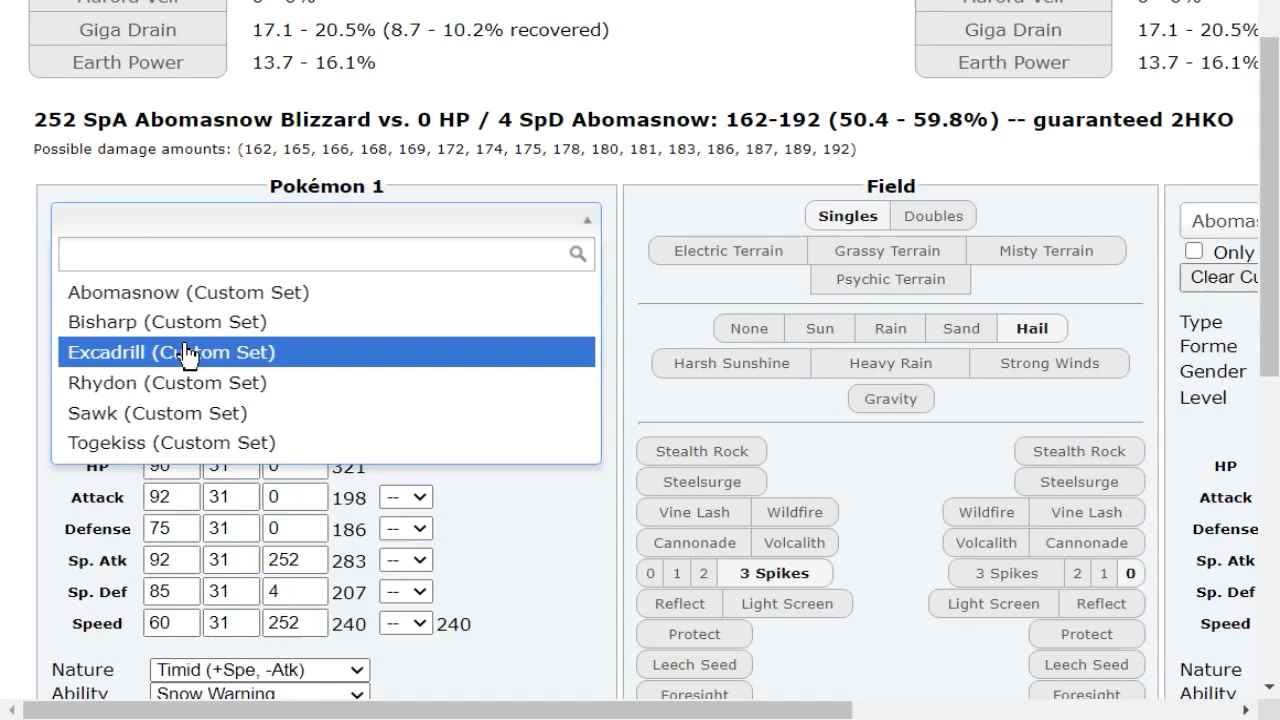 Giga Drain 17.1 - 20.5% (8.7 - 10.2% recovered) Giga Drain 17.1 - 20.5%
Earth Power 13.7 - 16.1% Earth Power 13.7 - 16.1%
252 SpA Abomasnow Blizzard vs. 0 HP / 4 SpD Abomasnow: 162-192 (50.4 - 59.8%) -- guaranteed 2HKO
Possible damage amounts: (162, 165, 166, 168, 169, 172, 174, 175, 178, 180, 181, 183, 186, 187, 189, 192)
Pokémon 1 Field
Singles Doubles Abomas
Electric Terrain Grassy Terrain Misty Terrain Only
Psychic Terrain Clear Cu
Abomasnow (Custom Set)
Bisharp (Custom Set) None Sun Rain Sand Hail Type
Excadrill (Custom Set) Harsh Sunshine Heavy Rain Strong Winds Forme
Rhydon (Custom Set) Gender
Sawk (Custom Set) Gravity Level
Togekiss (Custom Set) Stealth Rock Stealth Rock
HP 90 31 0 321 HP
Steelsurge Steelsurge
Attack 92 31 0 198 -- Attack
Vine Lash Wildfire Wildfire Vine Lash
Defense 75 31 0 186 -- Defense
Cannonade Volcalith Volcalith Cannonade
Sp. Atk 92 31 252 283 -- Sp. Atk
0 1 2 3 Spikes 3 Spikes 2 1 0
Sp. Def 85 31 4 207 -- Sp. Def
Reflect Light Screen Light Screen Reflect
Speed 60 31 252 240 -- 240 Speed
Protect Protect
Nature Timid (+Spe, -Atk) Leech Seed Leech Seed Nature
Ability Snow Warning Foresight Foresight Ability